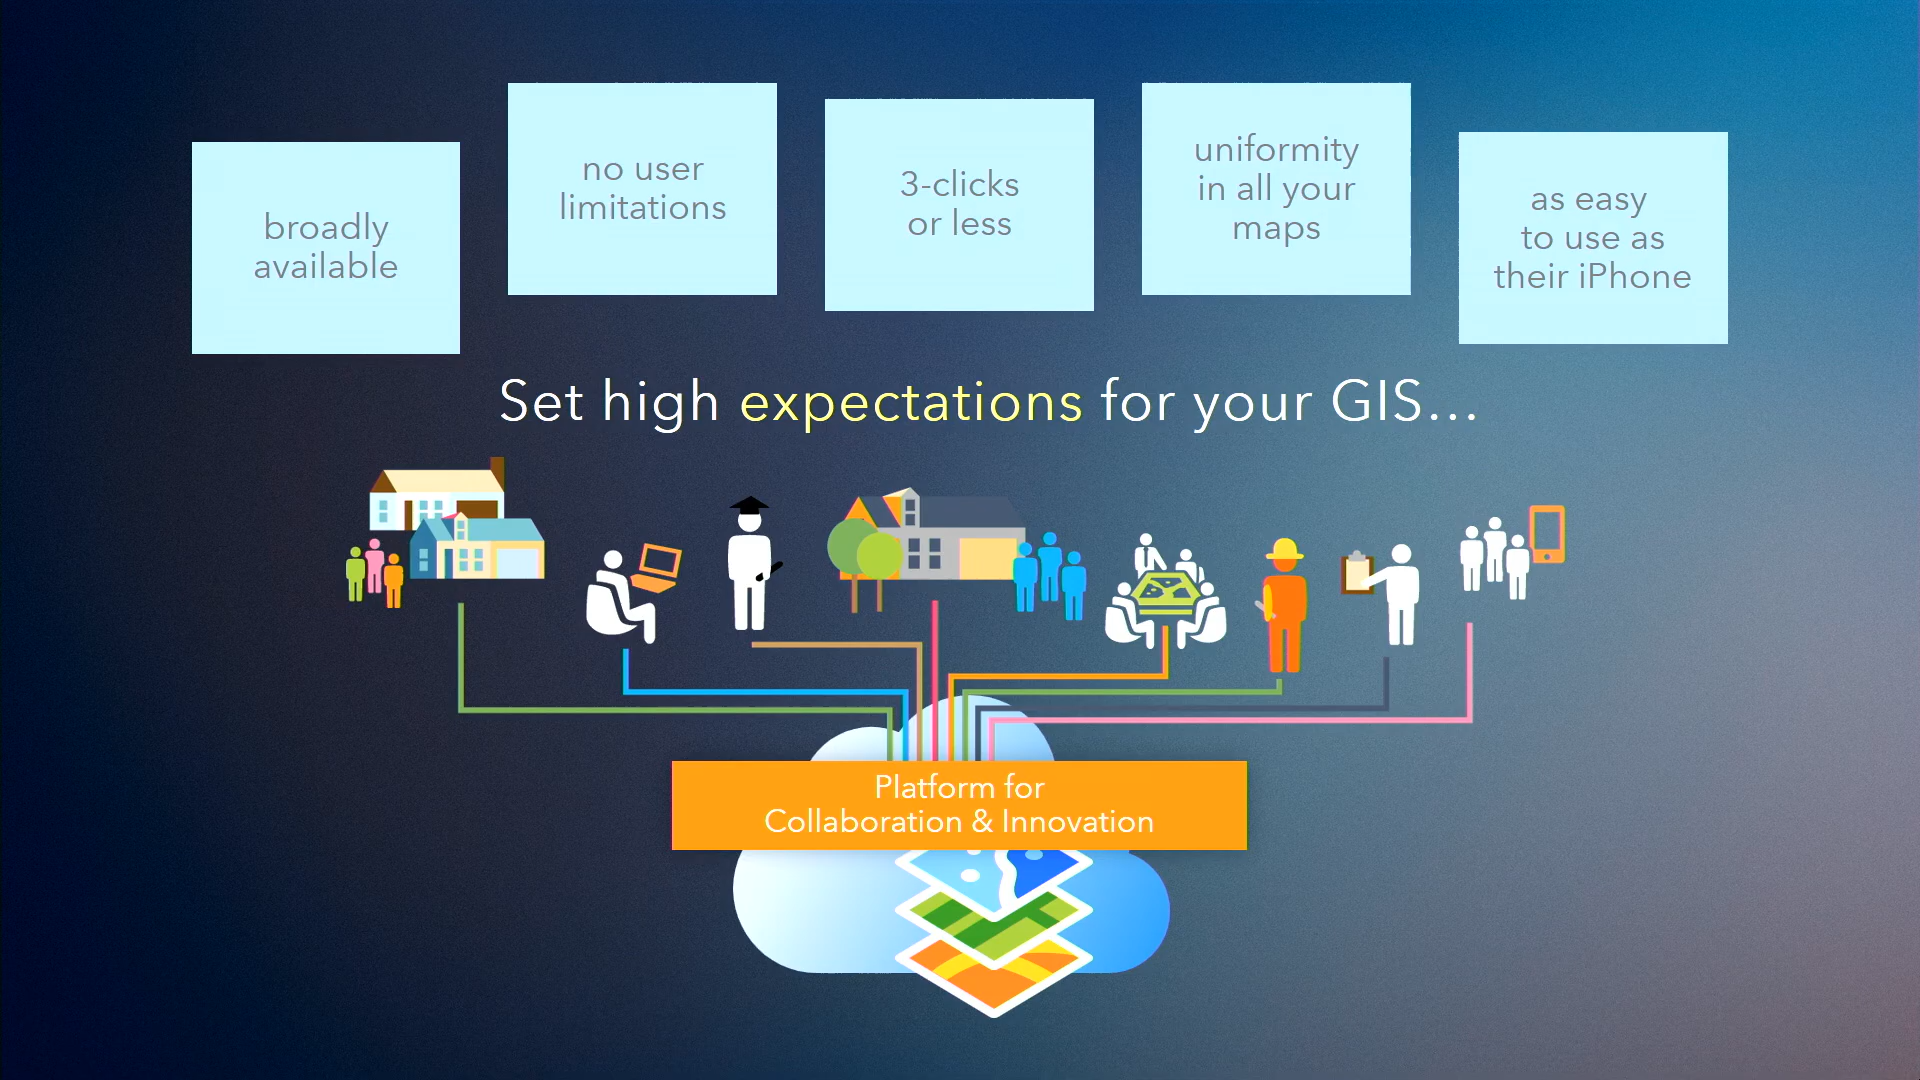 broadly
available
no user
limitations
3-clicks
or less
uniformity
in all your
maps
as easy
to use as
their iPhone
Set high expectations for your GIS...
Platform for
Collaboration & Innovation